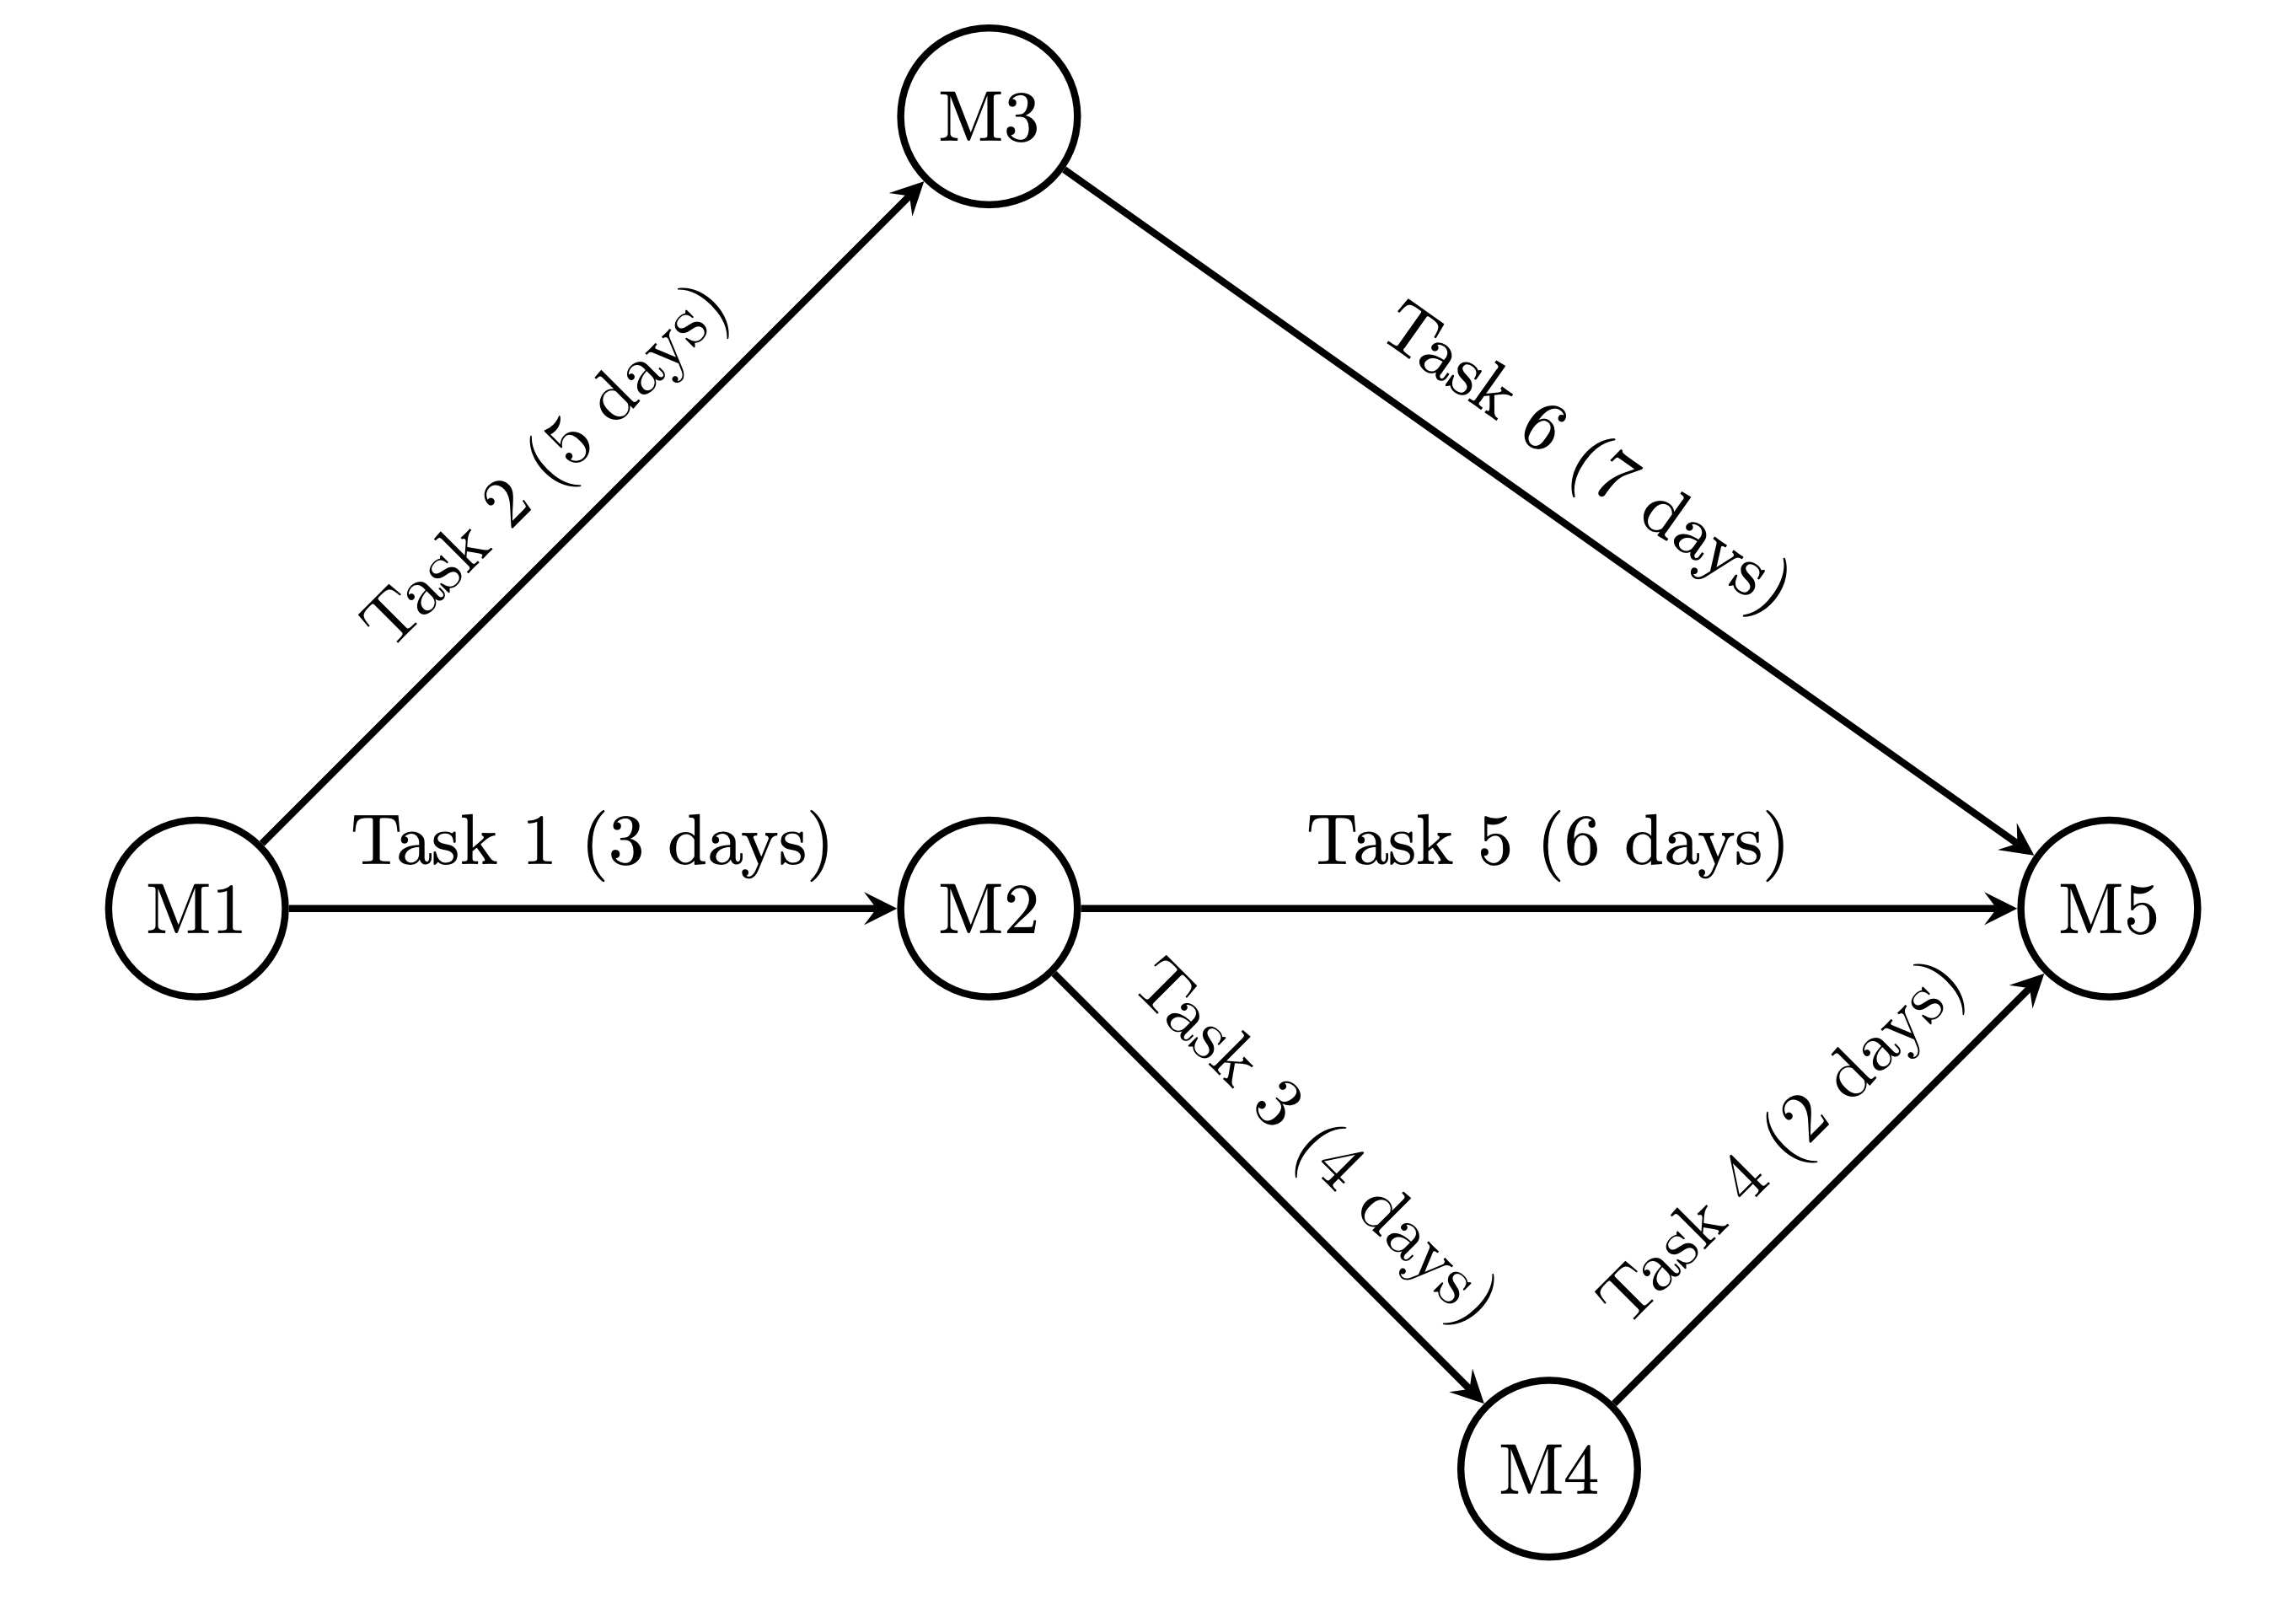 M3
Task 2 (5 days)
Task 6 (7 days)
Task 1 (3 days)
Task 5 (6 days)
M1
M2
M5
Task 3 (4 days)
Task 4 (2 days)
M4